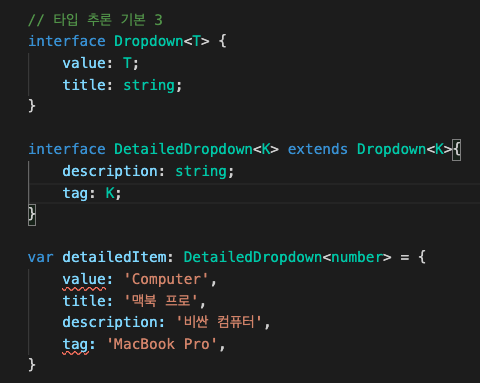 // 타입 추론 기본 3
interface Dropdown<T> {
    value: T;
    title: string;
}
interface DetailedDropdown<K> extends Dropdown<K>{
    description: string;
    tag: K;
}
var detailedItem: DetailedDropdown<number> = {
    value: 'Computer',
    title: '맥북 프로',
    description: '비싼 컴퓨터',
    tag: 'MacBook Pro',
}